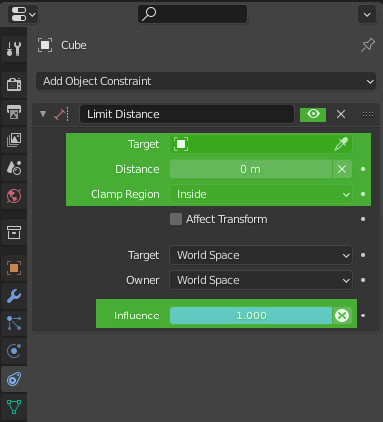 Cube
Add Object Constraint
Limit Distance
Target
Distance 0 m
Clamp Region Inside
Affect Transform
Target World Space
Owner World Space
Influence 1.000